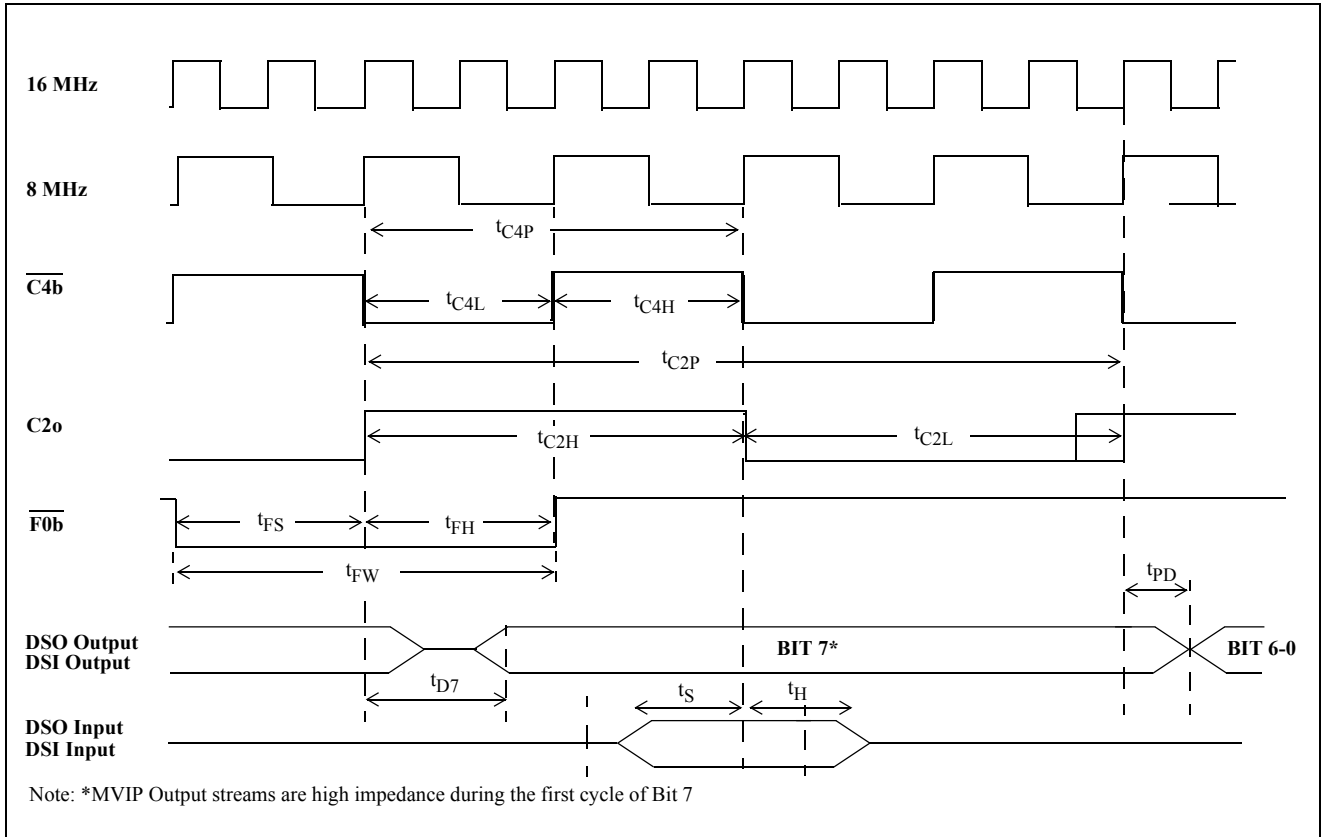 16 MHz
8 MHz
tC4P
C4b
tC4L
tC4H
tC2P
C2o
tC2H
tC2L
F0b
tFS
tFH
tFW
tPD
DSO Output
DSI Output
BIT 7*
BIT 6-0
tD7
tS
tH
DSO Input
DSI Input
Note: *MVIP Output streams are high impedance during the first cycle of Bit 7